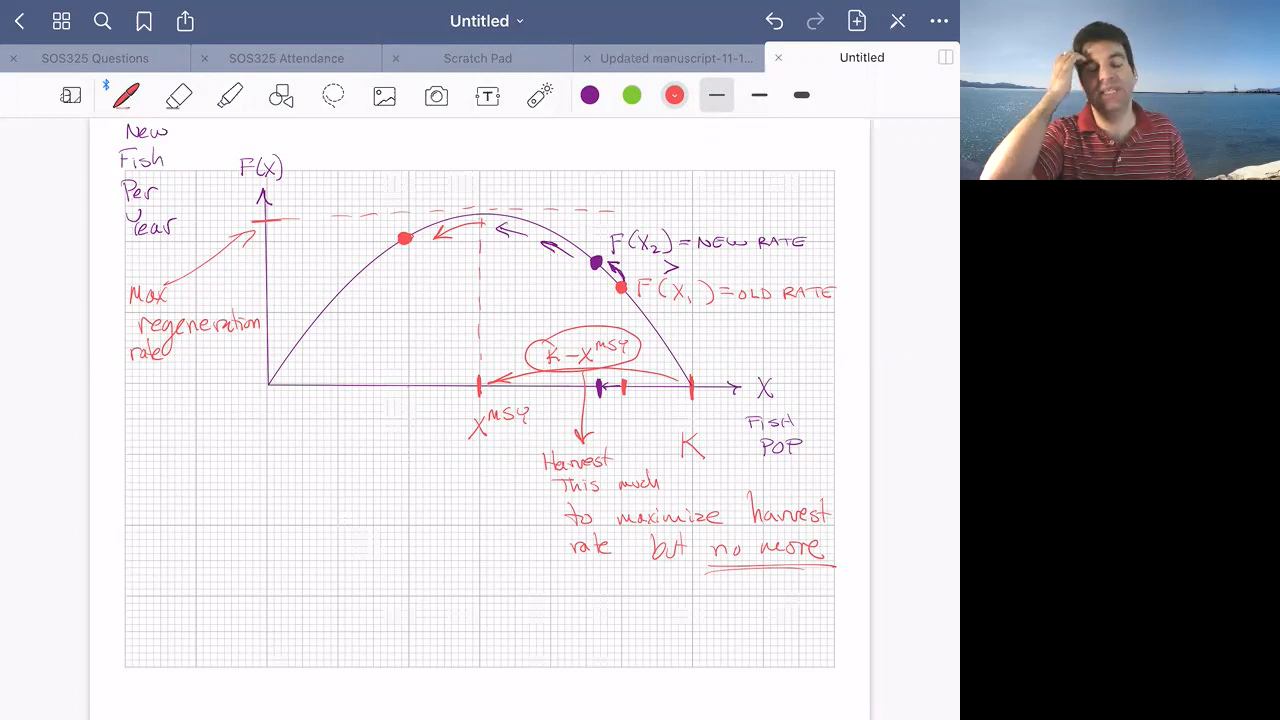 Untitled
SOS325 Questions
SOS325 Attendance
Scratch Pad
Updated manuscript-11-1...
Untitled
New
Fish
Per
Year
F(X)
Max
regeneration
rate
F(X₂) = NEW RATE
>
F(X₁) = OLD RATE
K - X^MSY
X^MSY
K
X
FISH
POP
Harvest
This much
to maximize harvest
rate but no more